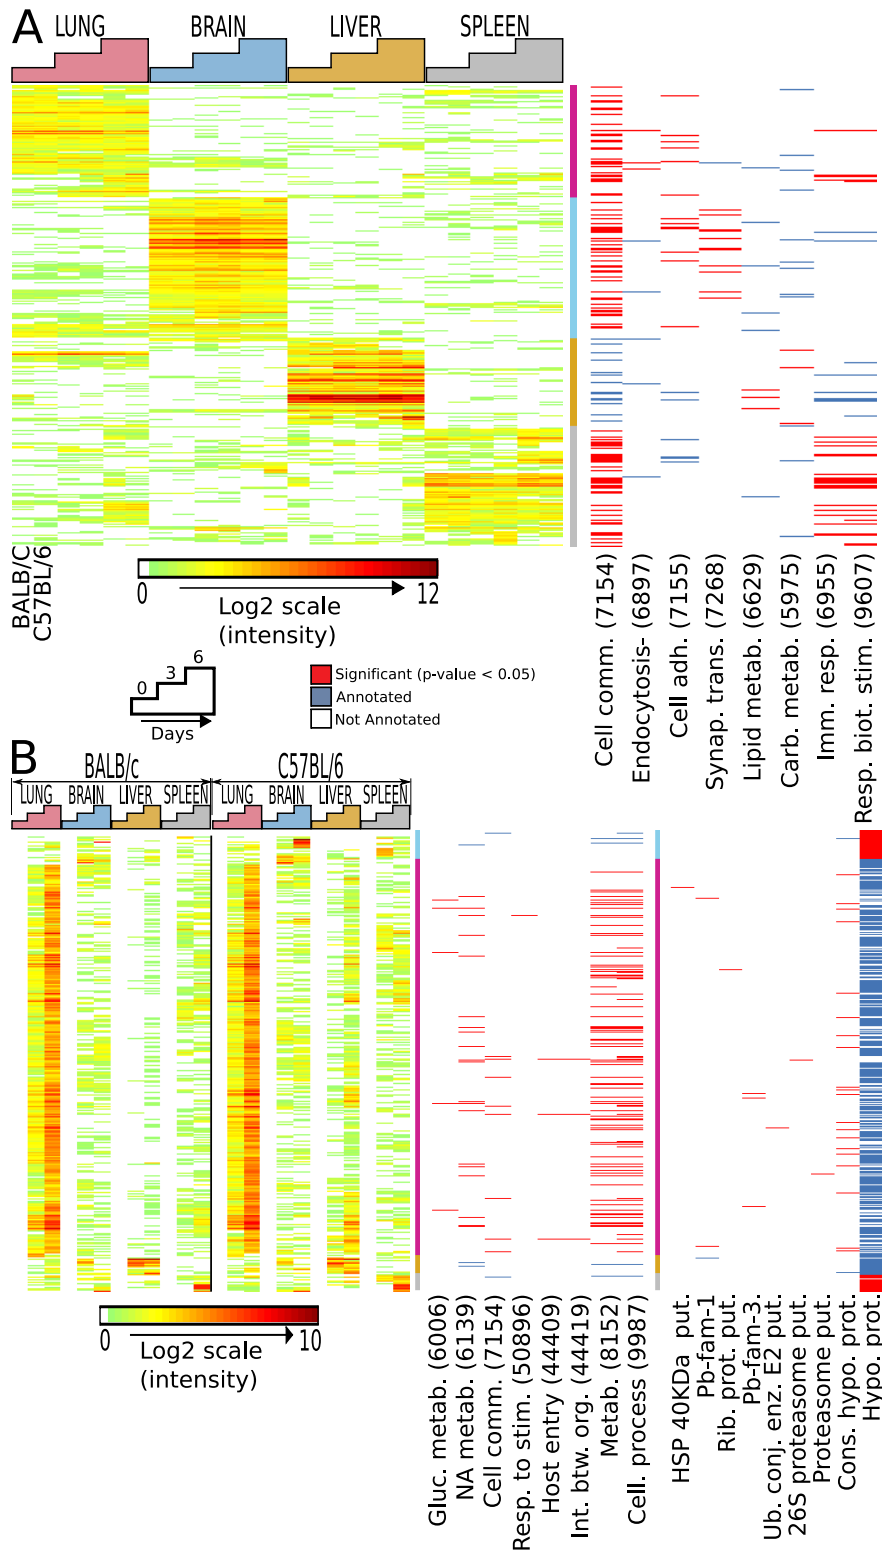 A
LUNG BRAIN LIVER SPLEEN
BALB/C
C57BL/6
0 12
Log2 scale
(intensity)
0 3 6
Days
Significant (p-value < 0.05)
Annotated
Not Annotated
Cell comm. (7154)
Endocytosis- (6897)
Cell adh. (7155)
Synap. trans. (7268)
Lipid metab. (6629)
Carb. metab. (5975)
Imm. resp. (6955)
Resp. biot. stim. (9607)
B
BALB/c C57BL/6
LUNG BRAIN LIVER SPLEEN LUNG BRAIN LIVER SPLEEN
0 10
Log2 scale
(intensity)
Gluc. metab. (6006)
NA metab. (6139)
Cell comm. (7154)
Resp. to stim. (50896)
Host entry (44409)
Int. btw. org. (44419)
Metab. (8152)
Cell. process (9987)
HSP 40KDa put.
Pb-fam-1
Rib. prot. put.
Pb-fam-3.
Ub. conj. enz. E2 put.
26S proteasome put.
Proteasome put.
Cons. hypo. prot.
Hypo. prot.